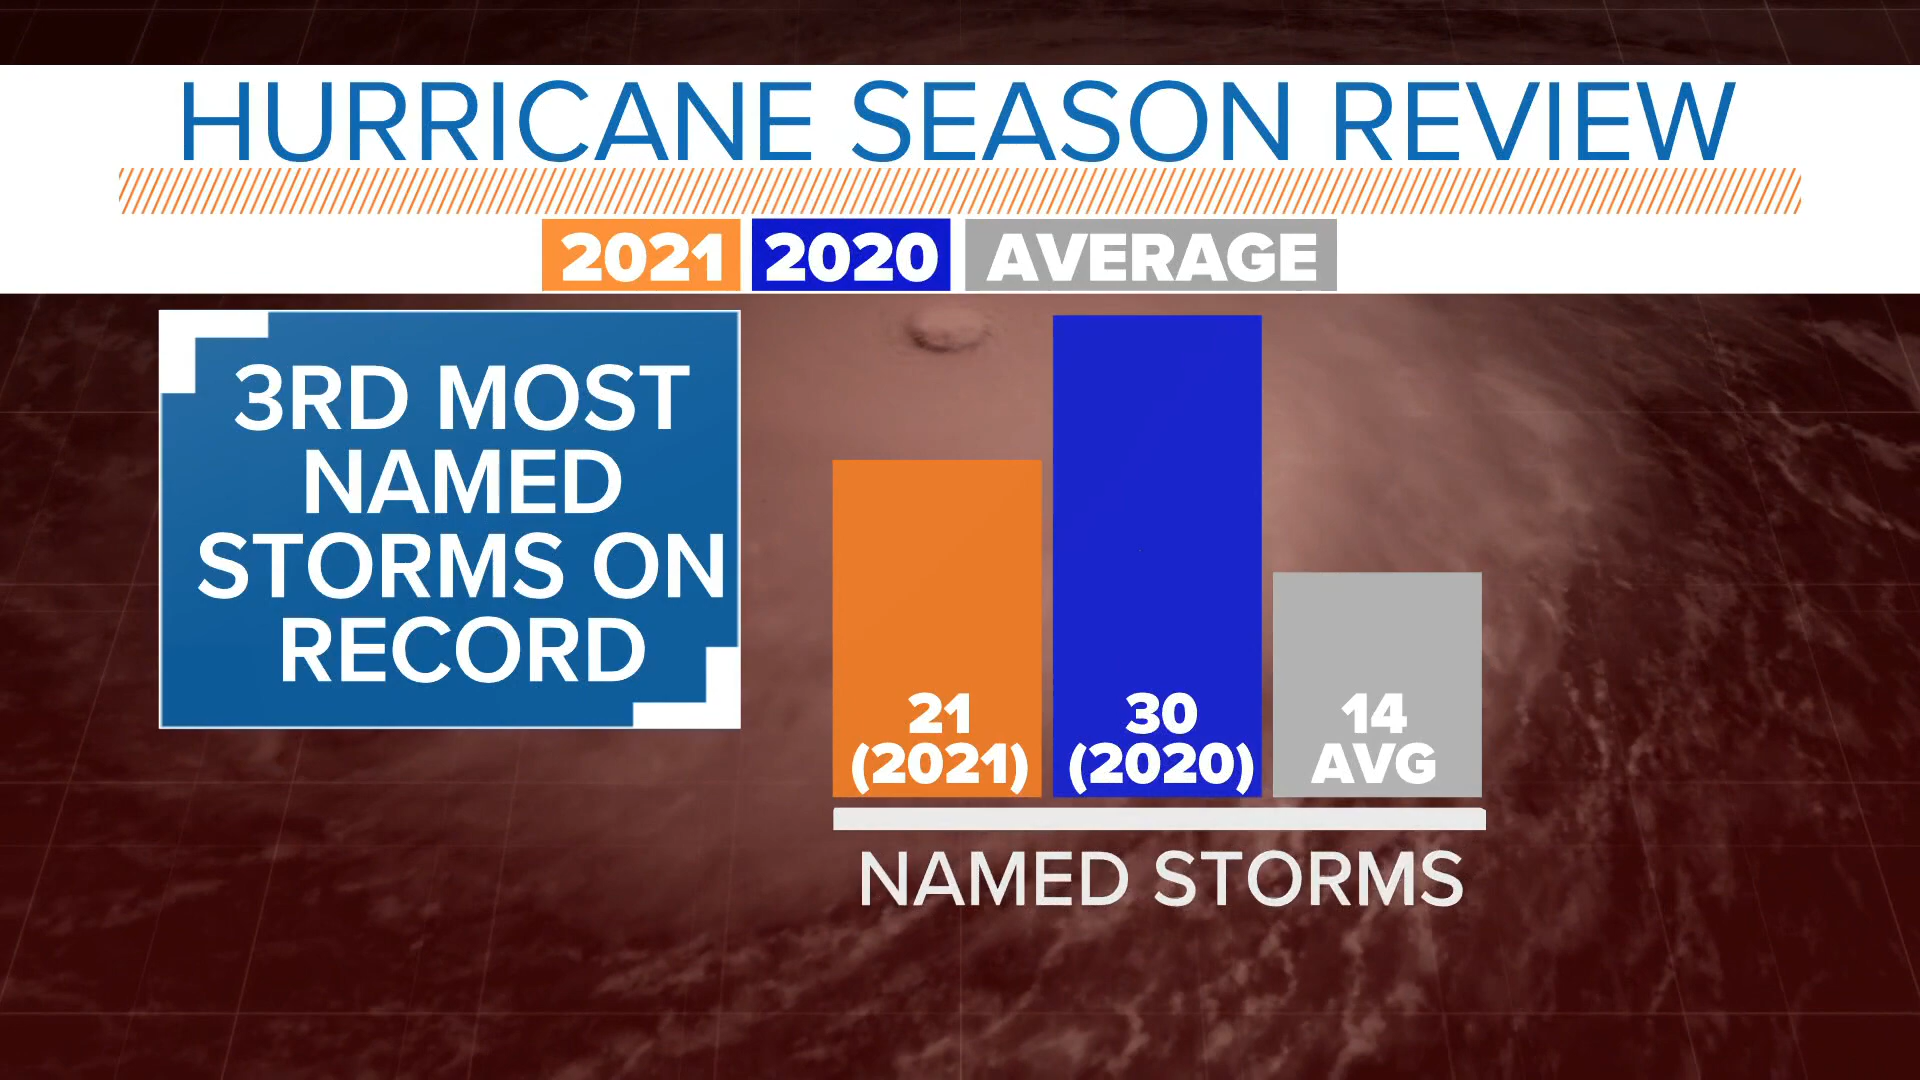 HURRICANE SEASON REVIEW
2021 2020 AVERAGE
3RD MOST
NAMED
STORMS ON
RECORD
21
(2021)
30
(2020)
14
AVG
NAMED STORMS